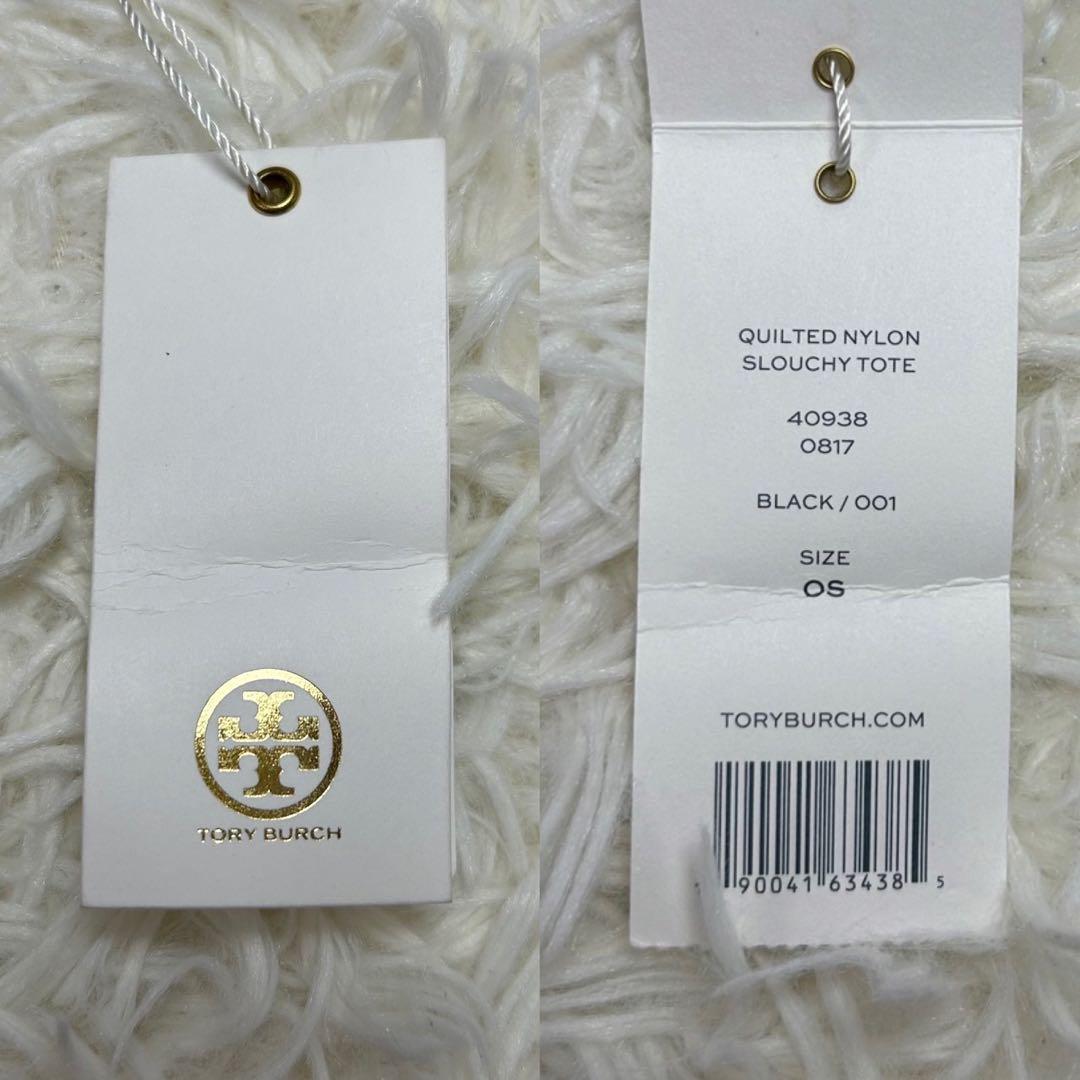 TORY BURCH
QUILTED NYLON
SLOUCHY TOTE
40938
0817
BLACK / 001
SIZE
OS
TORYBURCH.COM
90041 63438 5